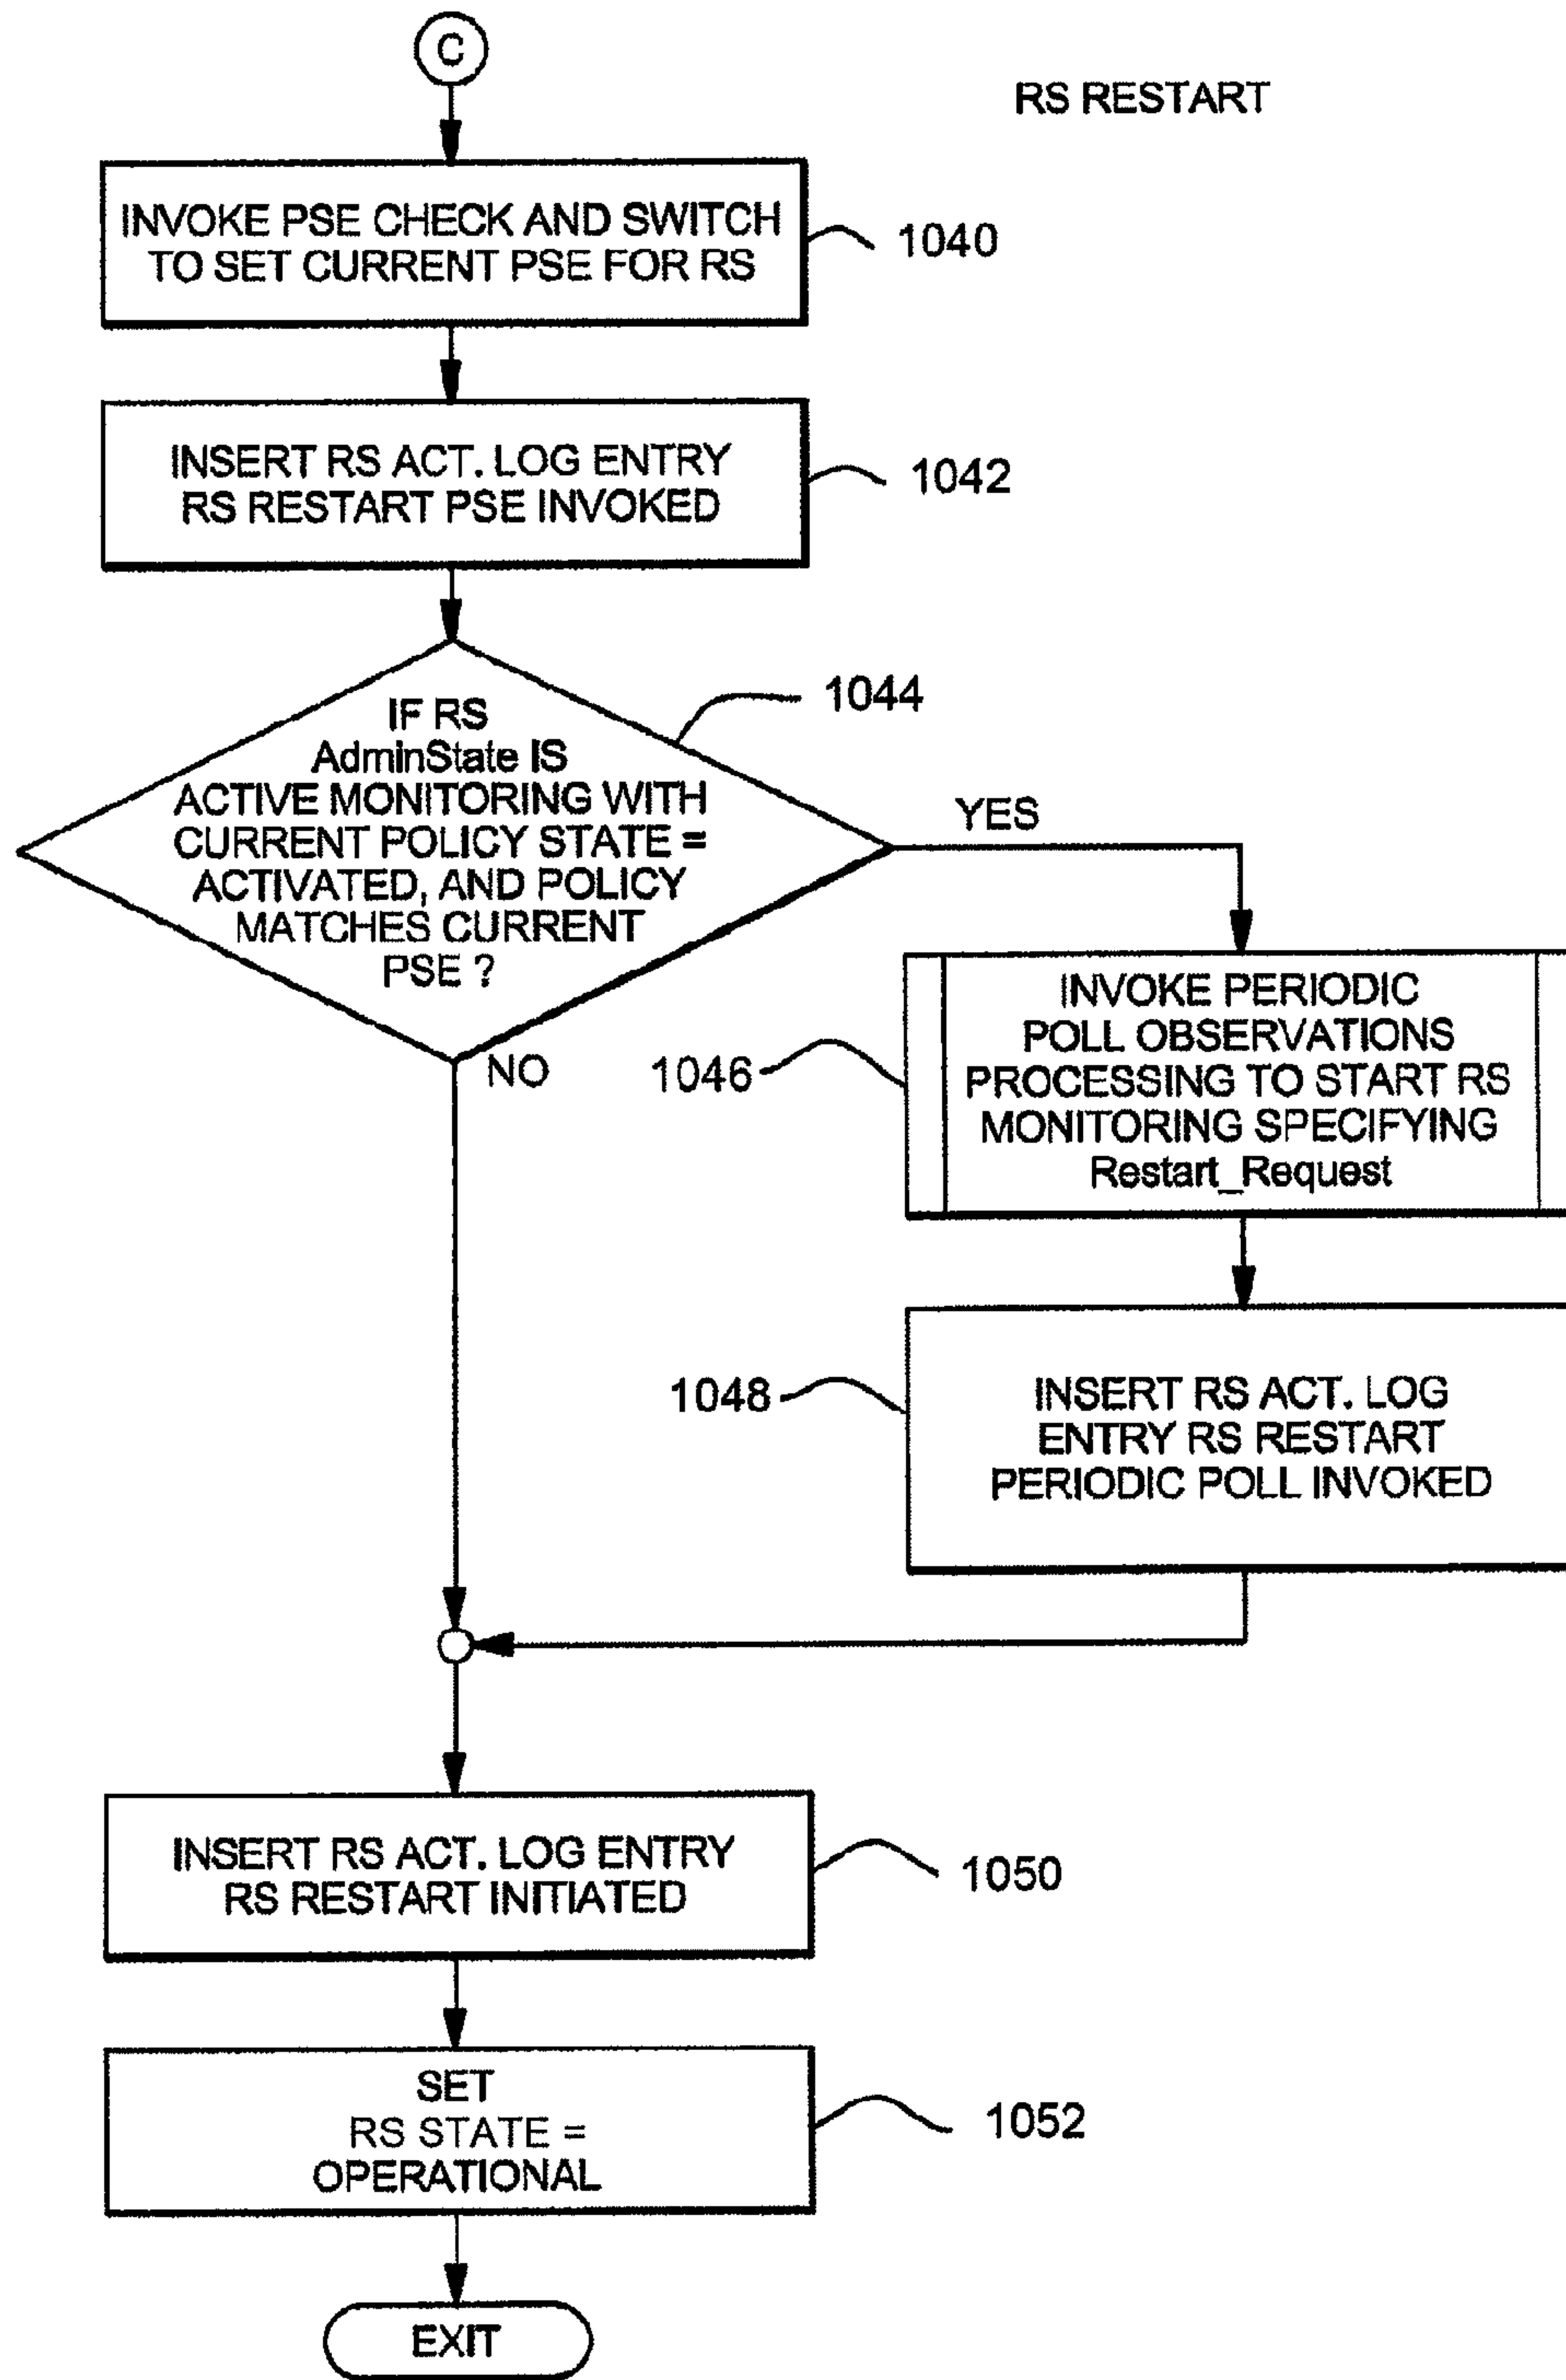 C
RS RESTART
INVOKE PSE CHECK AND SWITCH
TO SET CURRENT PSE FOR RS
1040
INSERT RS ACT. LOG ENTRY
RS RESTART PSE INVOKED
1042
IF RS
AdminState IS
ACTIVE MONITORING WITH
CURRENT POLICY STATE =
ACTIVATED, AND POLICY
MATCHES CURRENT
PSE ?
1044
YES
NO
INVOKE PERIODIC
POLL OBSERVATIONS
PROCESSING TO START RS
MONITORING SPECIFYING
Restart_Request
1046
INSERT RS ACT. LOG
ENTRY RS RESTART
PERIODIC POLL INVOKED
1048
INSERT RS ACT. LOG ENTRY
RS RESTART INITIATED
1050
SET
RS STATE =
OPERATIONAL
1052
EXIT